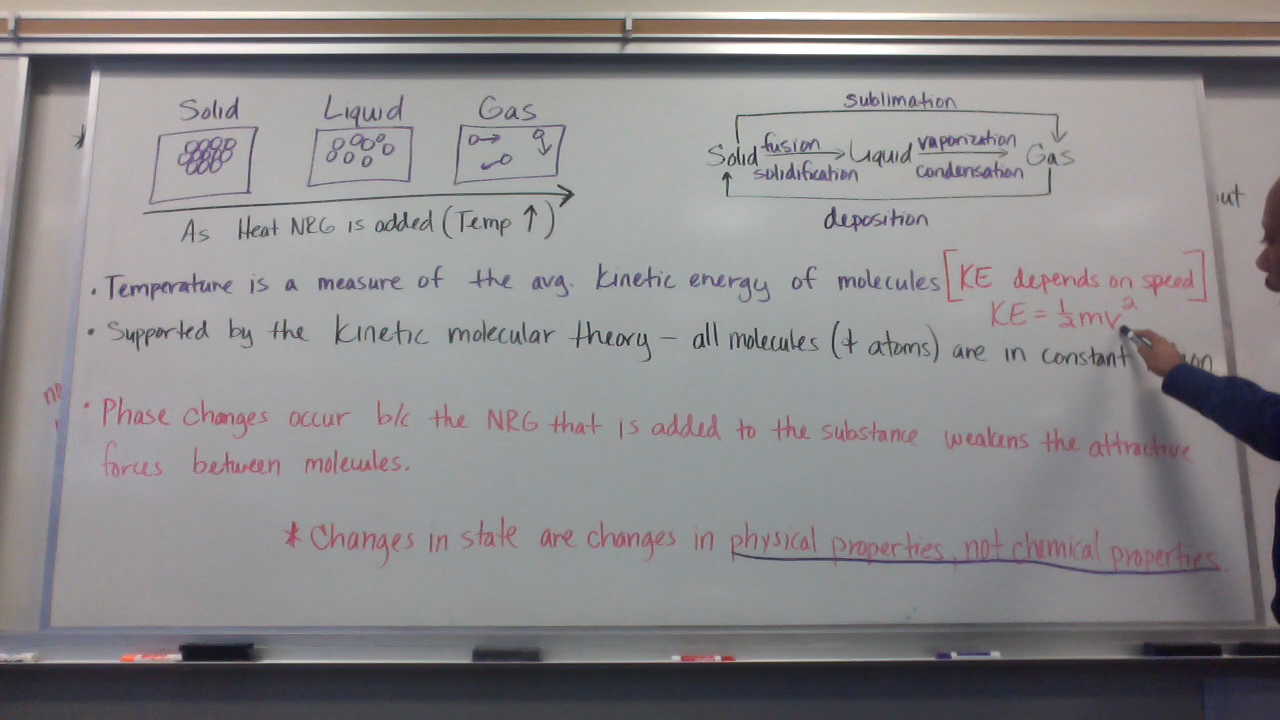 Solid Liquid Gas
As Heat NRG is added (Temp ↑)
sublimation
Solid fusion Liquid vaporization Gas
solidification condensation
deposition
• Temperature is a measure of the avg. kinetic energy of molecules [KE depends on speed]
KE = ½mv²
• Supported by the kinetic molecular theory – all molecules (+ atoms) are in constant
• Phase changes occur b/c the NRG that is added to the substance weakens the attractive
forces between molecules.
* Changes in state are changes in physical properties, not chemical properties.